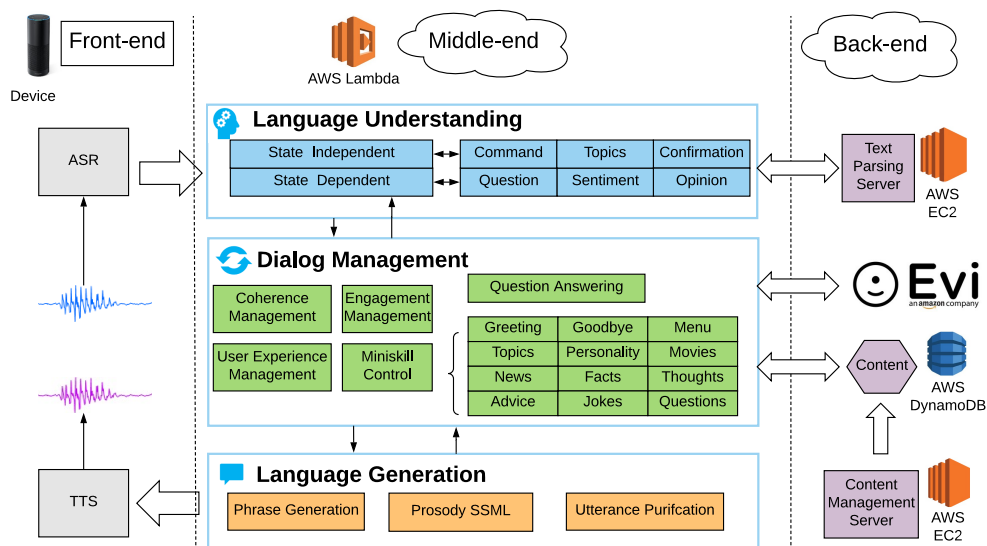 Front-end
Device
AWS Lambda
Middle-end
Back-end
ASR
TTS
Language Understanding
State Independent
State Dependent
Command
Topics
Confirmation
Question
Sentiment
Opinion
Text
Parsing
Server
AWS
EC2
Dialog Management
Coherence
Management
Engagement
Management
User Experience
Management
Miniskill
Control
Question Answering
Greeting
Goodbye
Menu
Topics
Personality
Movies
News
Facts
Thoughts
Advice
Jokes
Questions
Evi
an amazon company
Content
AWS
DynamoDB
Language Generation
Phrase Generation
Prosody SSML
Utterance Purifcation
Content
Management
Server
AWS
EC2